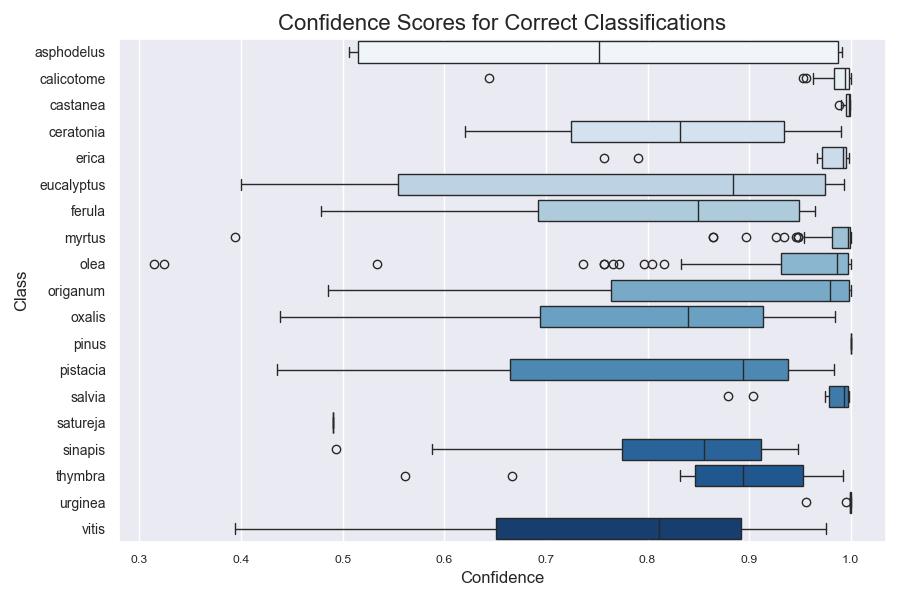 Confidence Scores for Correct Classifications
asphodelus
calicotome
castanea
ceratonia
erica
eucalyptus
ferula
myrtus
olea
origanum
oxalis
pinus
pistacia
salvia
satureja
sinapis
thymbra
urginea
vitis
Class
0.3 0.4 0.5 0.6 0.7 0.8 0.9 1.0
Confidence